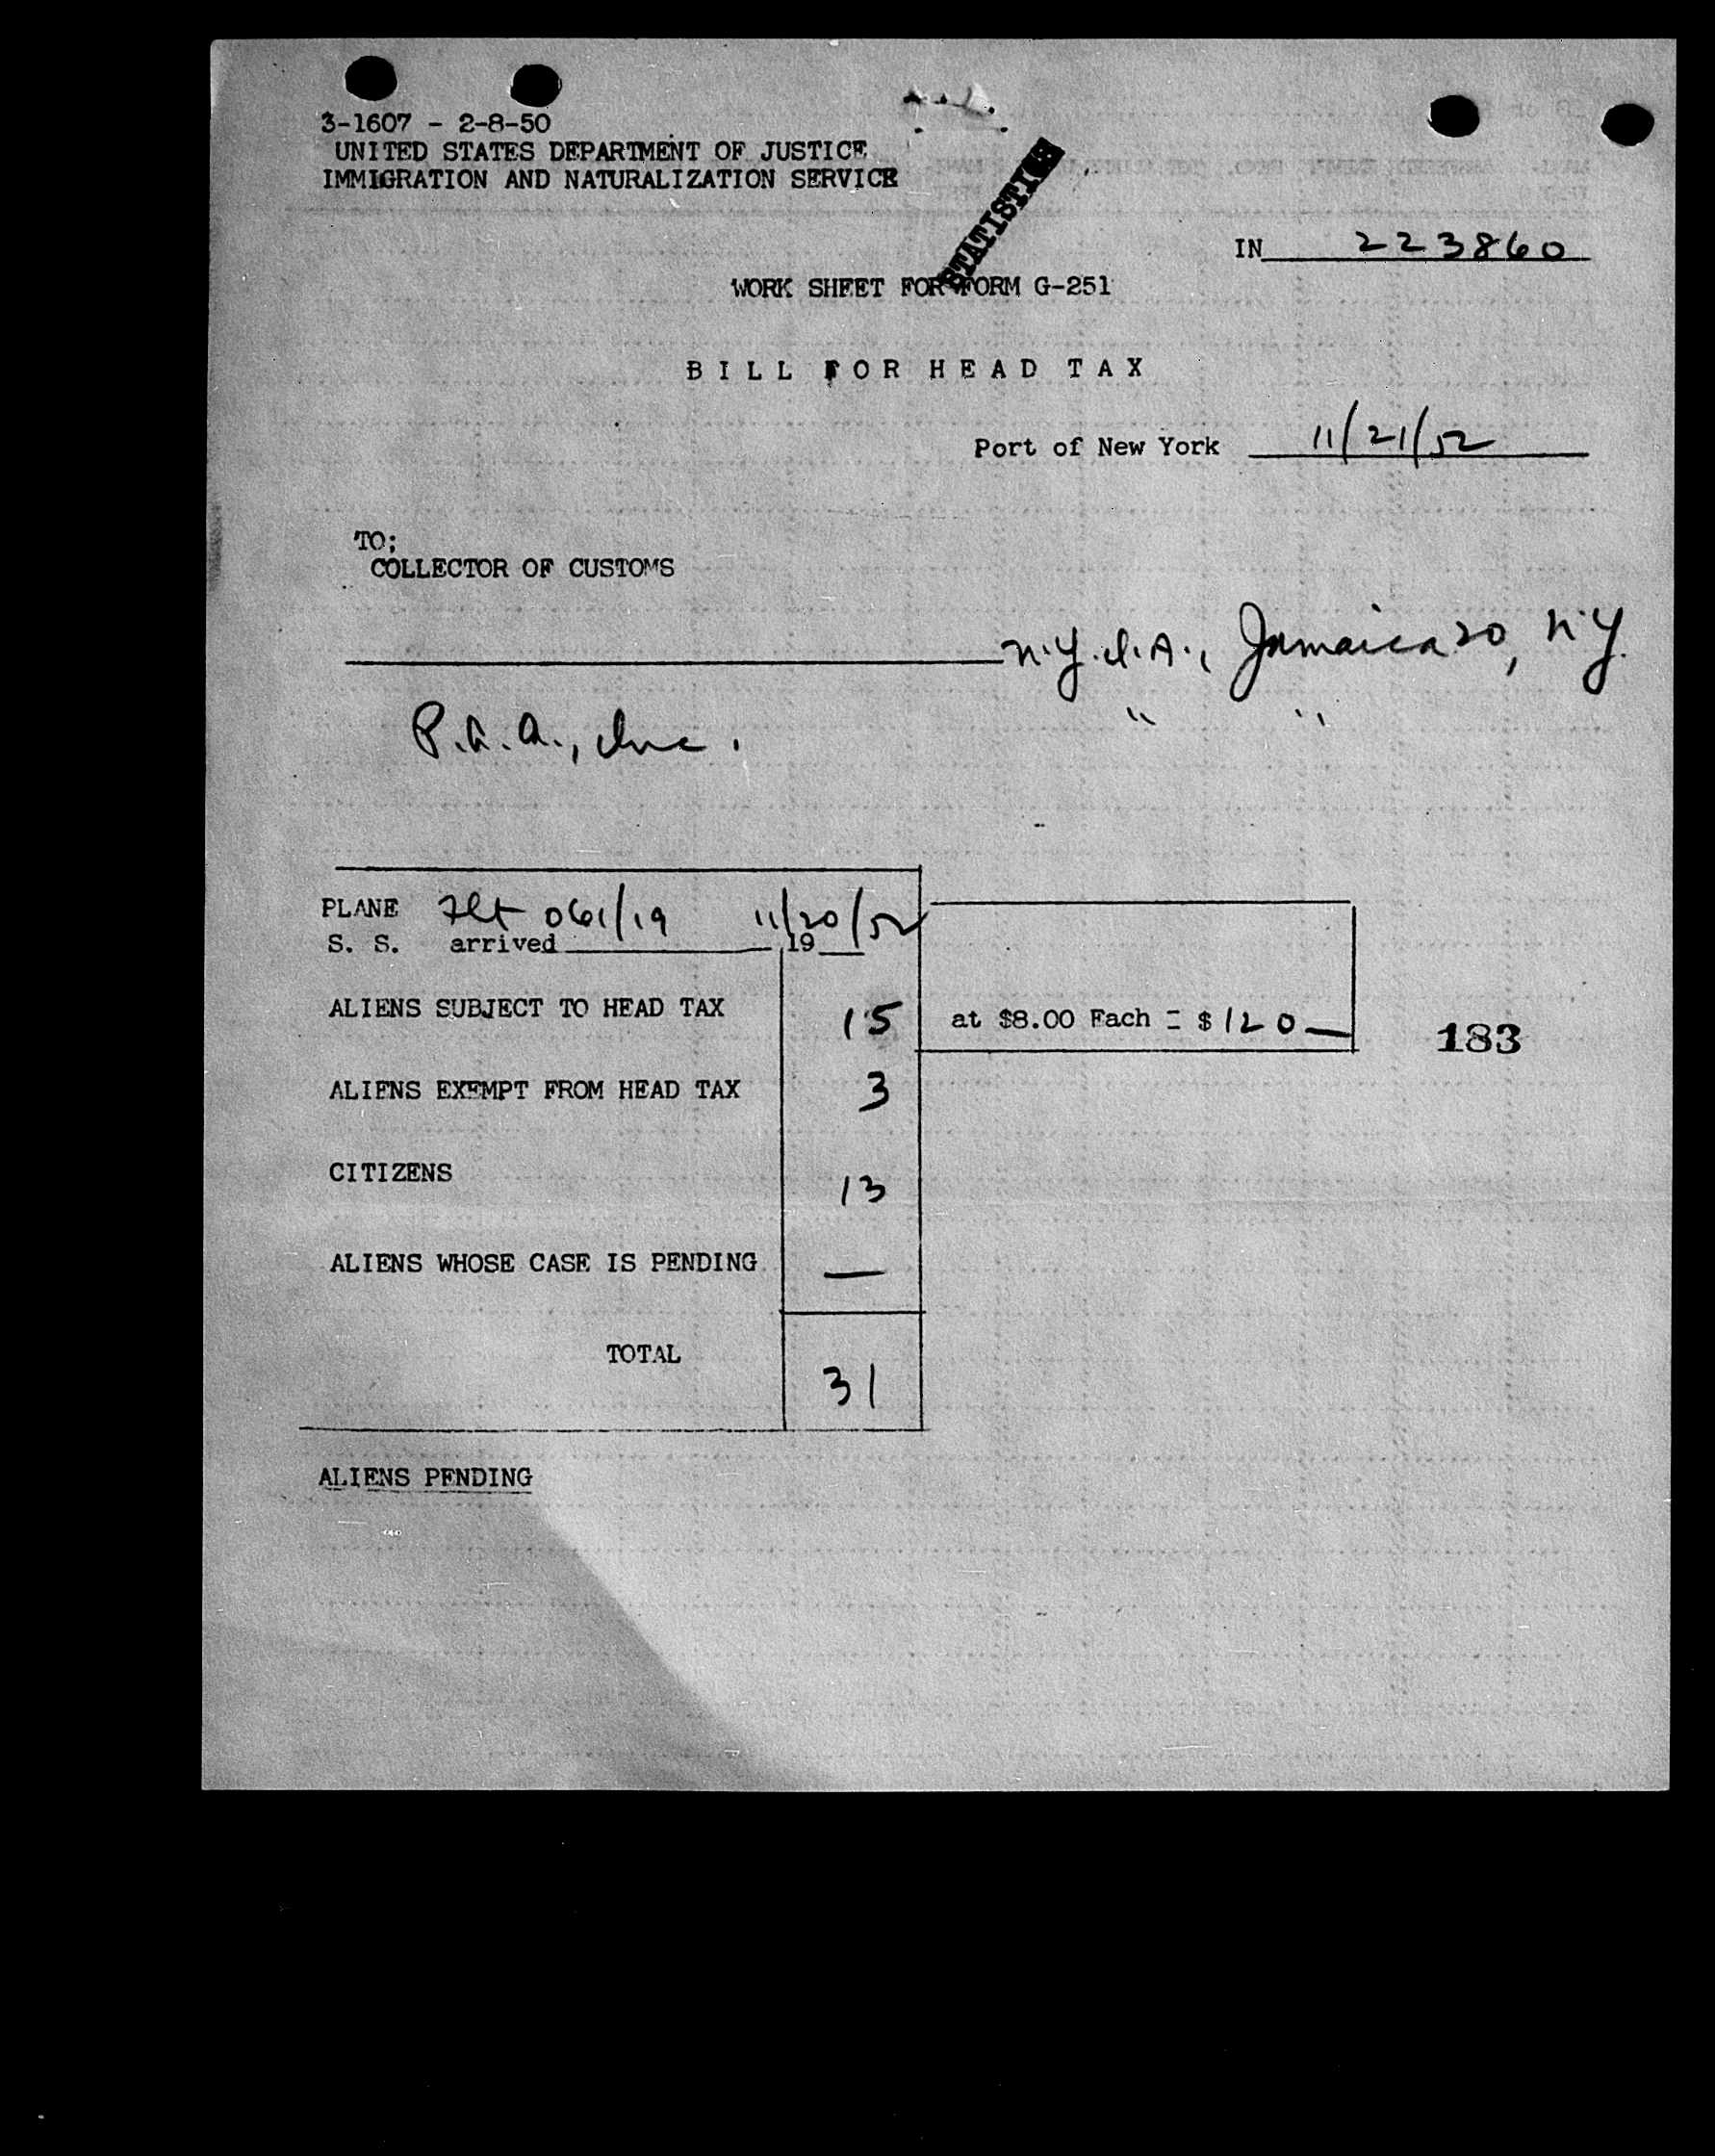 3-1607 - 2-8-50
UNITED STATES DEPARTMENT OF JUSTICE
IMMIGRATION AND NATURALIZATION SERVICE
STATISTICS
IN 223860
WORK SHEET FOR FORM G-251
BILL FOR HEAD TAX
Port of New York 11/21/52
TO;
COLLECTOR OF CUSTOMS
N.Y.I.A., Jamaica 30, N.Y.
P.A.A., Inc. " "
PLANE Flt 061/19 11/20/52
S. S. arrived 19
ALIENS SUBJECT TO HEAD TAX 15 at $8.00 Each = $ 120— 183
ALIENS EXEMPT FROM HEAD TAX 3
CITIZENS 13
ALIENS WHOSE CASE IS PENDING —
TOTAL 31
ALIENS PENDING